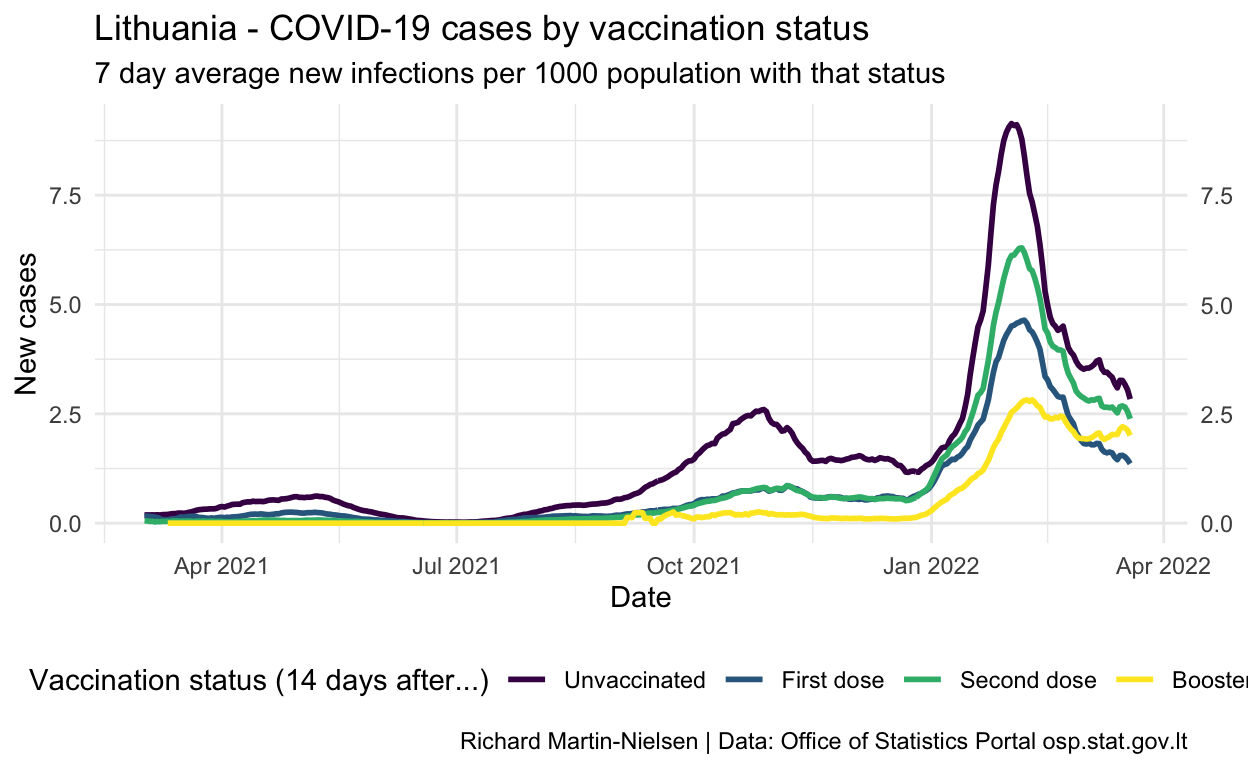 Lithuania - COVID-19 cases by vaccination status
7 day average new infections per 1000 population with that status
New cases
7.5
5.0
2.5
0.0
7.5
5.0
2.5
0.0
Apr 2021 Jul 2021 Oct 2021 Jan 2022 Apr 2022
Date
Vaccination status (14 days after...) Unvaccinated First dose Second dose Booster
Richard Martin-Nielsen | Data: Office of Statistics Portal osp.stat.gov.lt